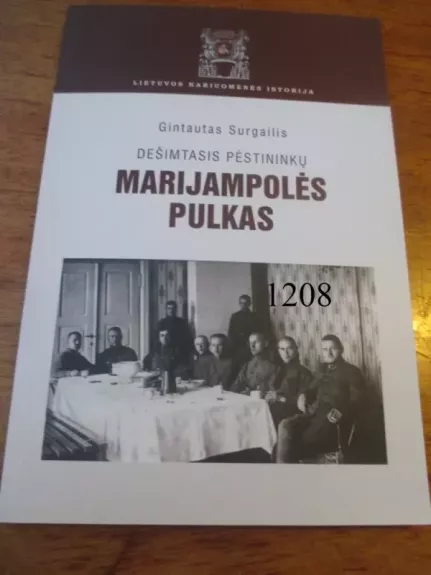 LIETUVOS KARIUOMENĖS ISTORIJA
Gintautas Surgailis
DEŠIMTASIS PĖSTININKŲ
MARIJAMPOLĖS
PULKAS
1208